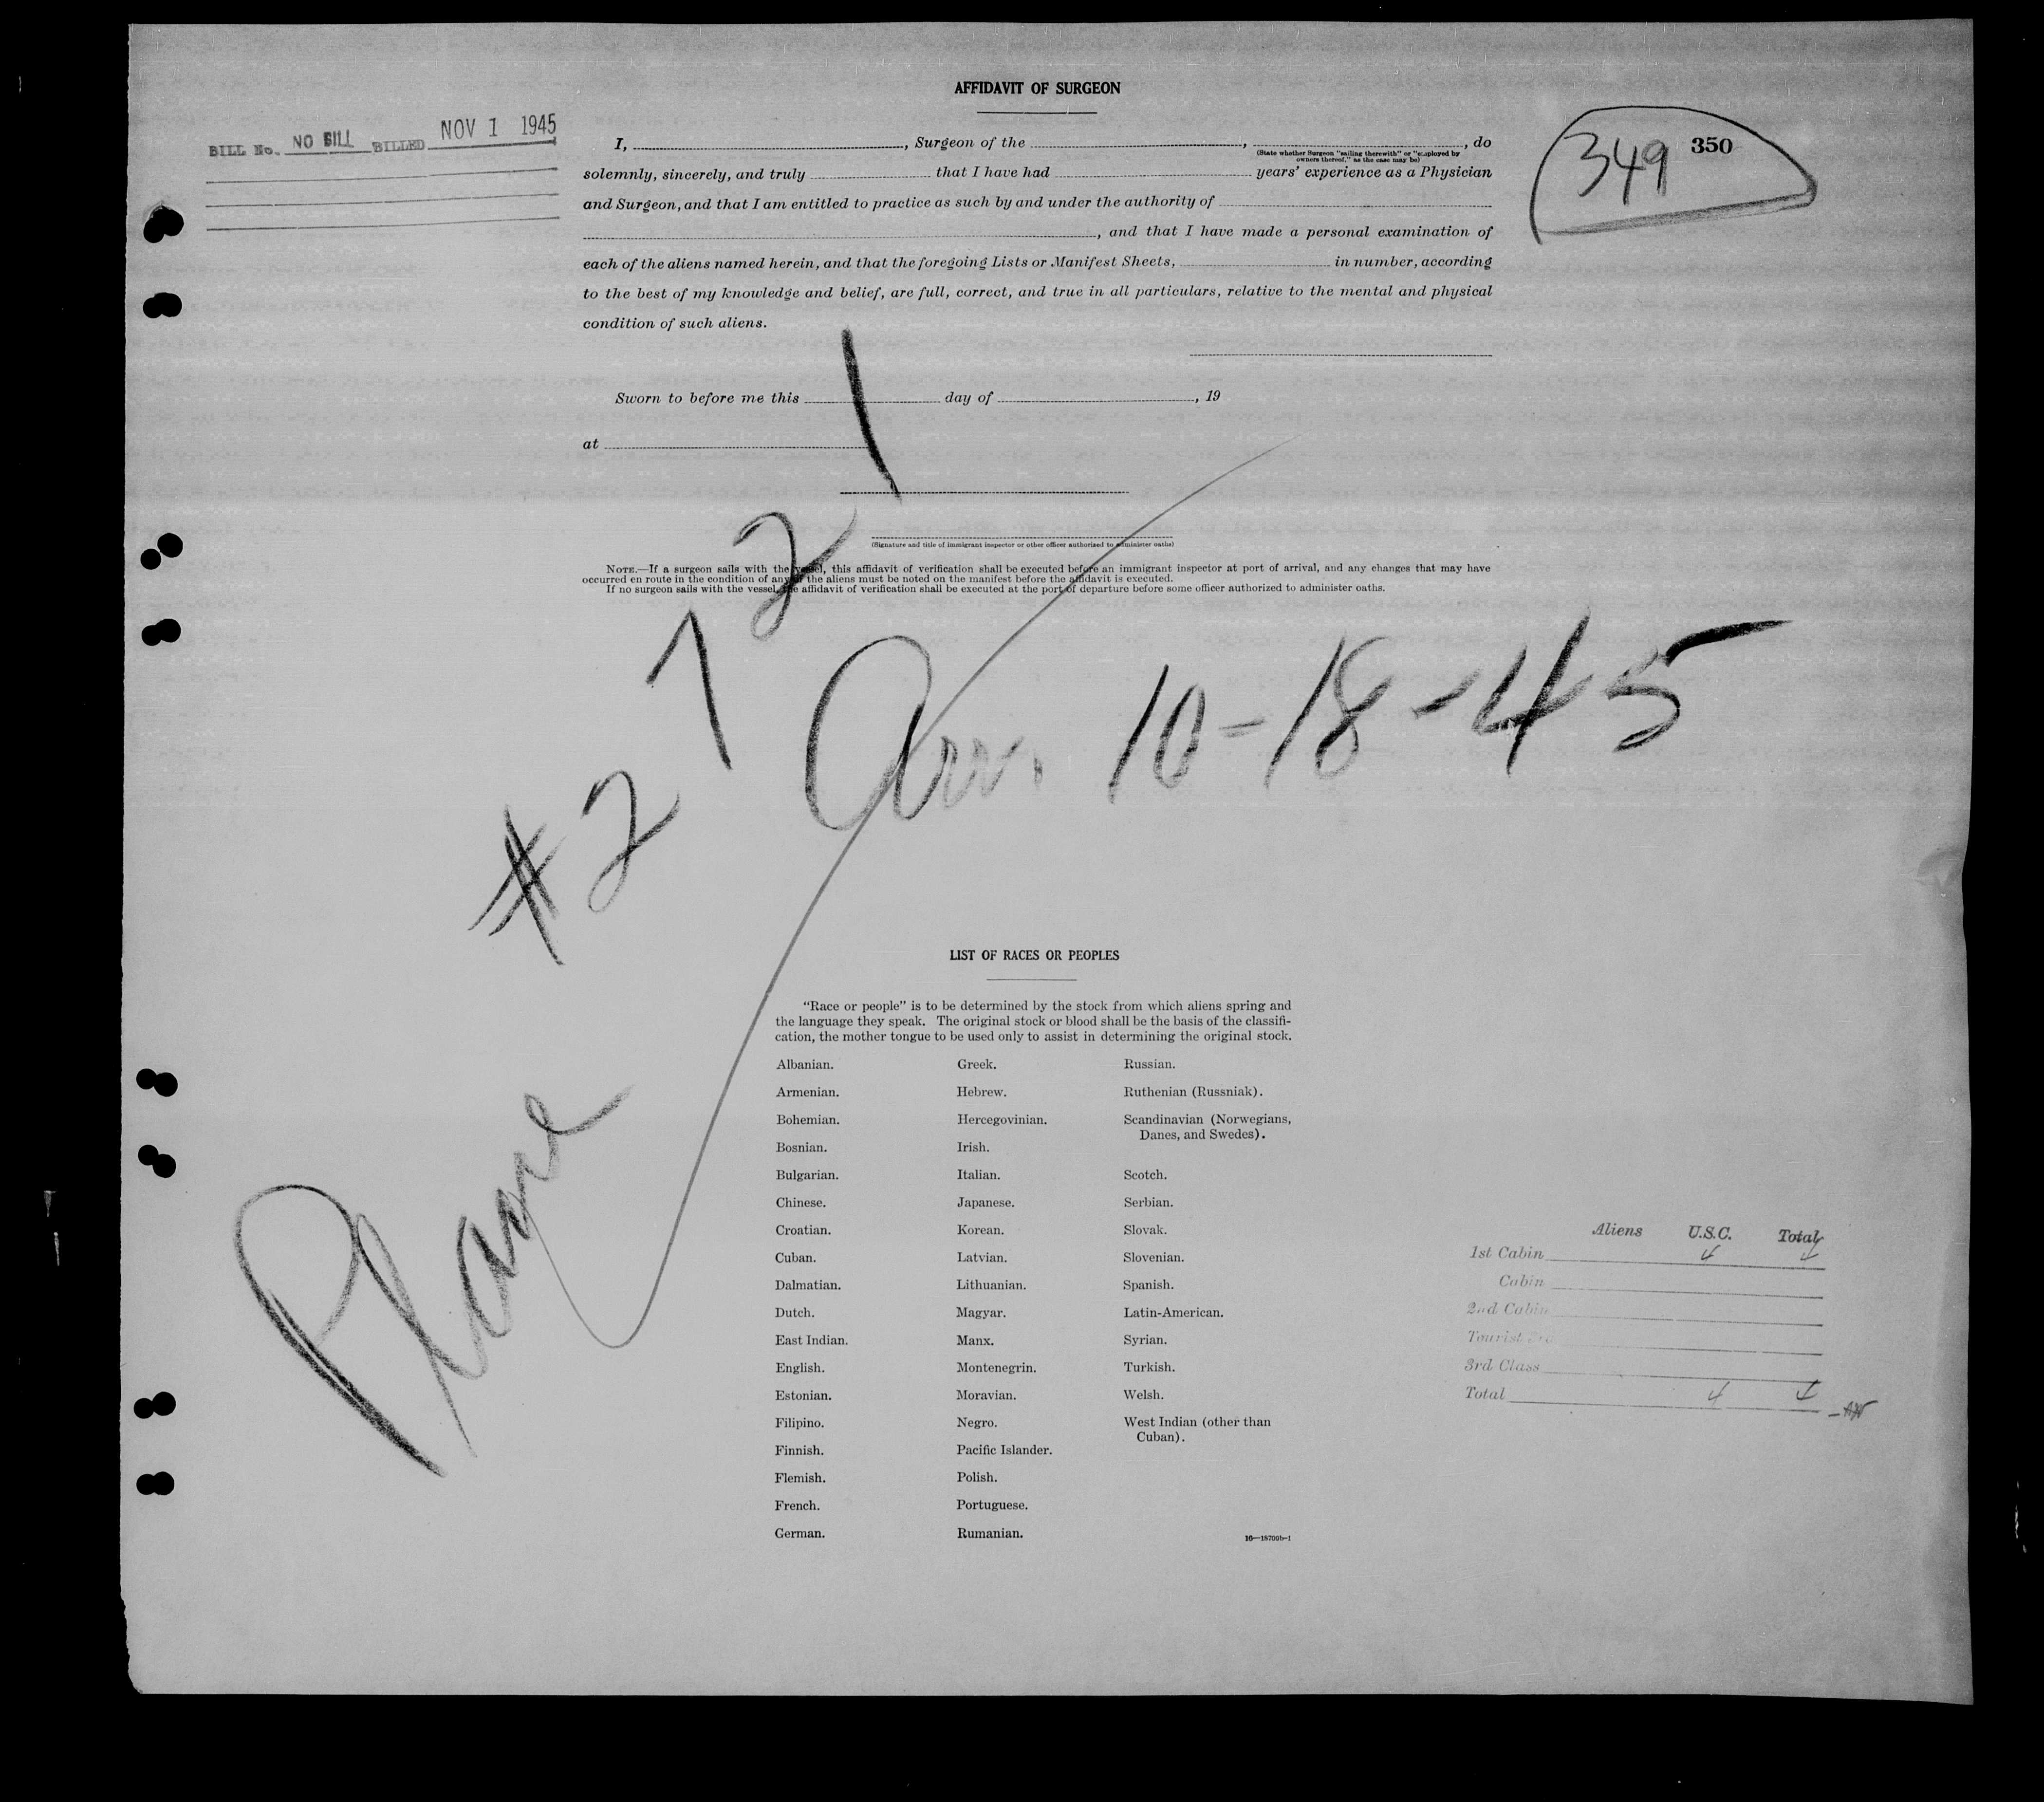 AFFIDAVIT OF SURGEON
BILL No. NO BILL BILLED NOV 1 1945
349
350
I, , Surgeon of the , , do
(State whether Surgeon "sailing therewith" or "employed by
owners thereof," as the case may be)
solemnly, sincerely, and truly that I have had years' experience as a Physician
and Surgeon, and that I am entitled to practice as such by and under the authority of
, and that I have made a personal examination of
each of the aliens named herein, and that the foregoing Lists or Manifest Sheets, in number, according
to the best of my knowledge and belief, are full, correct, and true in all particulars, relative to the mental and physical
condition of such aliens.
Sworn to before me this day of , 19
at
(Signature and title of immigrant inspector or other officer authorized to administer oaths)
NOTE.—If a surgeon sails with the vessel, this affidavit of verification shall be executed before an immigrant inspector at port of arrival, and any changes that may have
occurred en route in the condition of any of the aliens must be noted on the manifest before the affidavit is executed.
If no surgeon sails with the vessel, the affidavit of verification shall be executed at the port of departure before some officer authorized to administer oaths.
Plane #2721
Arr. 10-18-45
LIST OF RACES OR PEOPLES
"Race or people" is to be determined by the stock from which aliens spring and
the language they speak. The original stock or blood shall be the basis of the classifi-
cation, the mother tongue to be used only to assist in determining the original stock.
Albanian.
Armenian.
Bohemian.
Bosnian.
Bulgarian.
Chinese.
Croatian.
Cuban.
Dalmatian.
Dutch.
East Indian.
English.
Estonian.
Filipino.
Finnish.
Flemish.
French.
German.
Greek.
Hebrew.
Hercegovinian.
Irish.
Italian.
Japanese.
Korean.
Latvian.
Lithuanian.
Magyar.
Manx.
Montenegrin.
Moravian.
Negro.
Pacific Islander.
Polish.
Portuguese.
Rumanian.
Russian.
Ruthenian (Russniak).
Scandinavian (Norwegians,
Danes, and Swedes).
Scotch.
Serbian.
Slovak.
Slovenian.
Spanish.
Latin-American.
Syrian.
Turkish.
Welsh.
West Indian (other than
Cuban).
16—18700b-1
Aliens U.S.C. Total
1st Cabin 4 4
Cabin
2nd Cabin
Tourist
3rd Class
Total 4 4